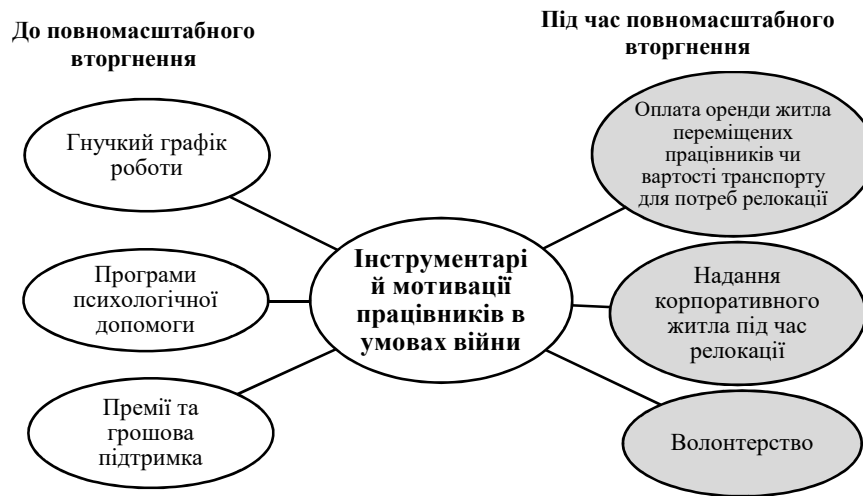 До повномасштабного
вторгнення
Під час повномасштабного
вторгнення
Гнучкий графік
роботи
Програми
психологічної
допомоги
Премії та
грошова
підтримка
Інструментарі
й мотивації
працівників в
умовах війни
Оплата оренди житла
переміщених
працівників чи
вартості транспорту
для потреб релокації
Надання
корпоративного
житла під час
релокації
Волонтерство